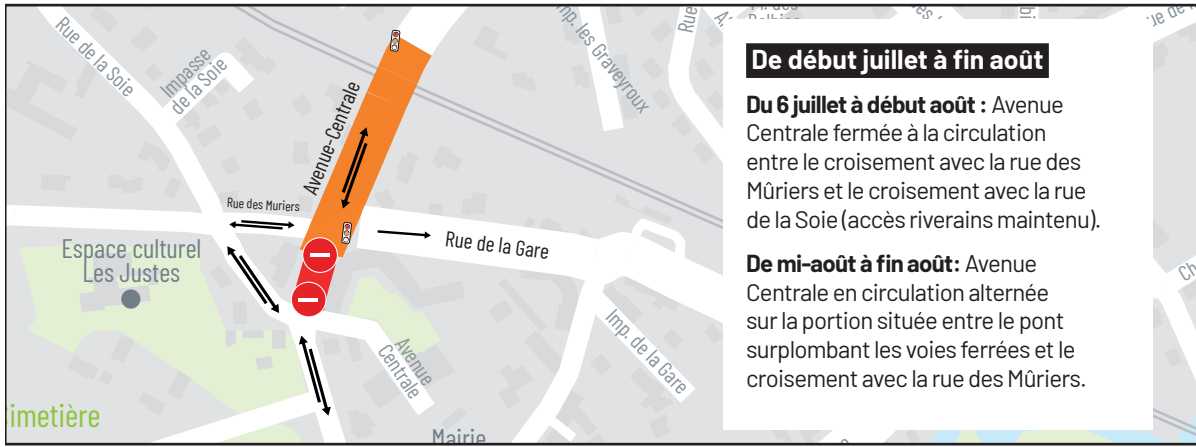 De début juillet à fin août
Du 6 juillet à début août : Avenue
Centrale fermée à la circulation
entre le croisement avec la rue des
Mûriers et le croisement avec la rue
de la Soie (accès riverains maintenu).
De mi-août à fin août: Avenue
Centrale en circulation alternée
sur la portion située entre le pont
surplombant les voies ferrées et le
croisement avec la rue des Mûriers.
Rue de la Soie
Impasse
de la Soie
Avenue-Centrale
Imp. les Graveyroux
Rue
Rue des Muriers
Rue de la Gare
Espace culturel
Les Justes
Avenue
Centrale
Imp. de la Gare
imetière
Mairie
Ch